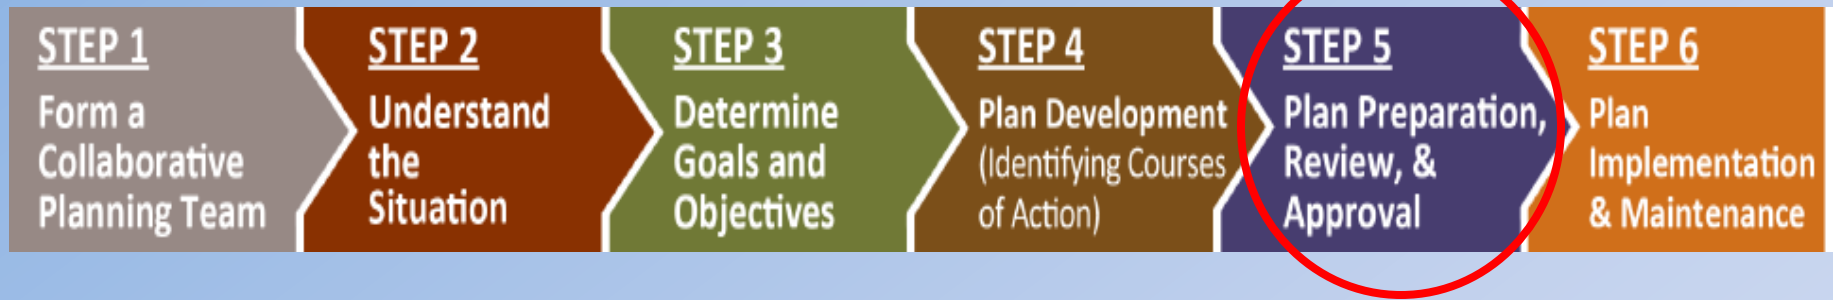 STEP 1
Form a
Collaborative
Planning Team
STEP 2
Understand
the
Situation
STEP 3
Determine
Goals and
Objectives
STEP 4
Plan Development
(Identifying Courses
of Action)
STEP 5
Plan Preparation,
Review, &
Approval
STEP 6
Plan
Implementation
& Maintenance